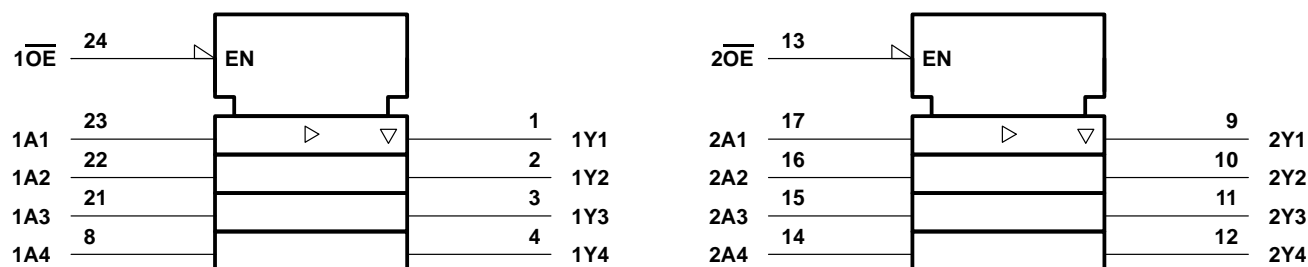 1OE 24 EN
1A1 23 1 1Y1
1A2 22 2 1Y2
1A3 21 3 1Y3
1A4 8 4 1Y4
2OE 13 EN
2A1 17 9 2Y1
2A2 16 10 2Y2
2A3 15 11 2Y3
2A4 14 12 2Y4